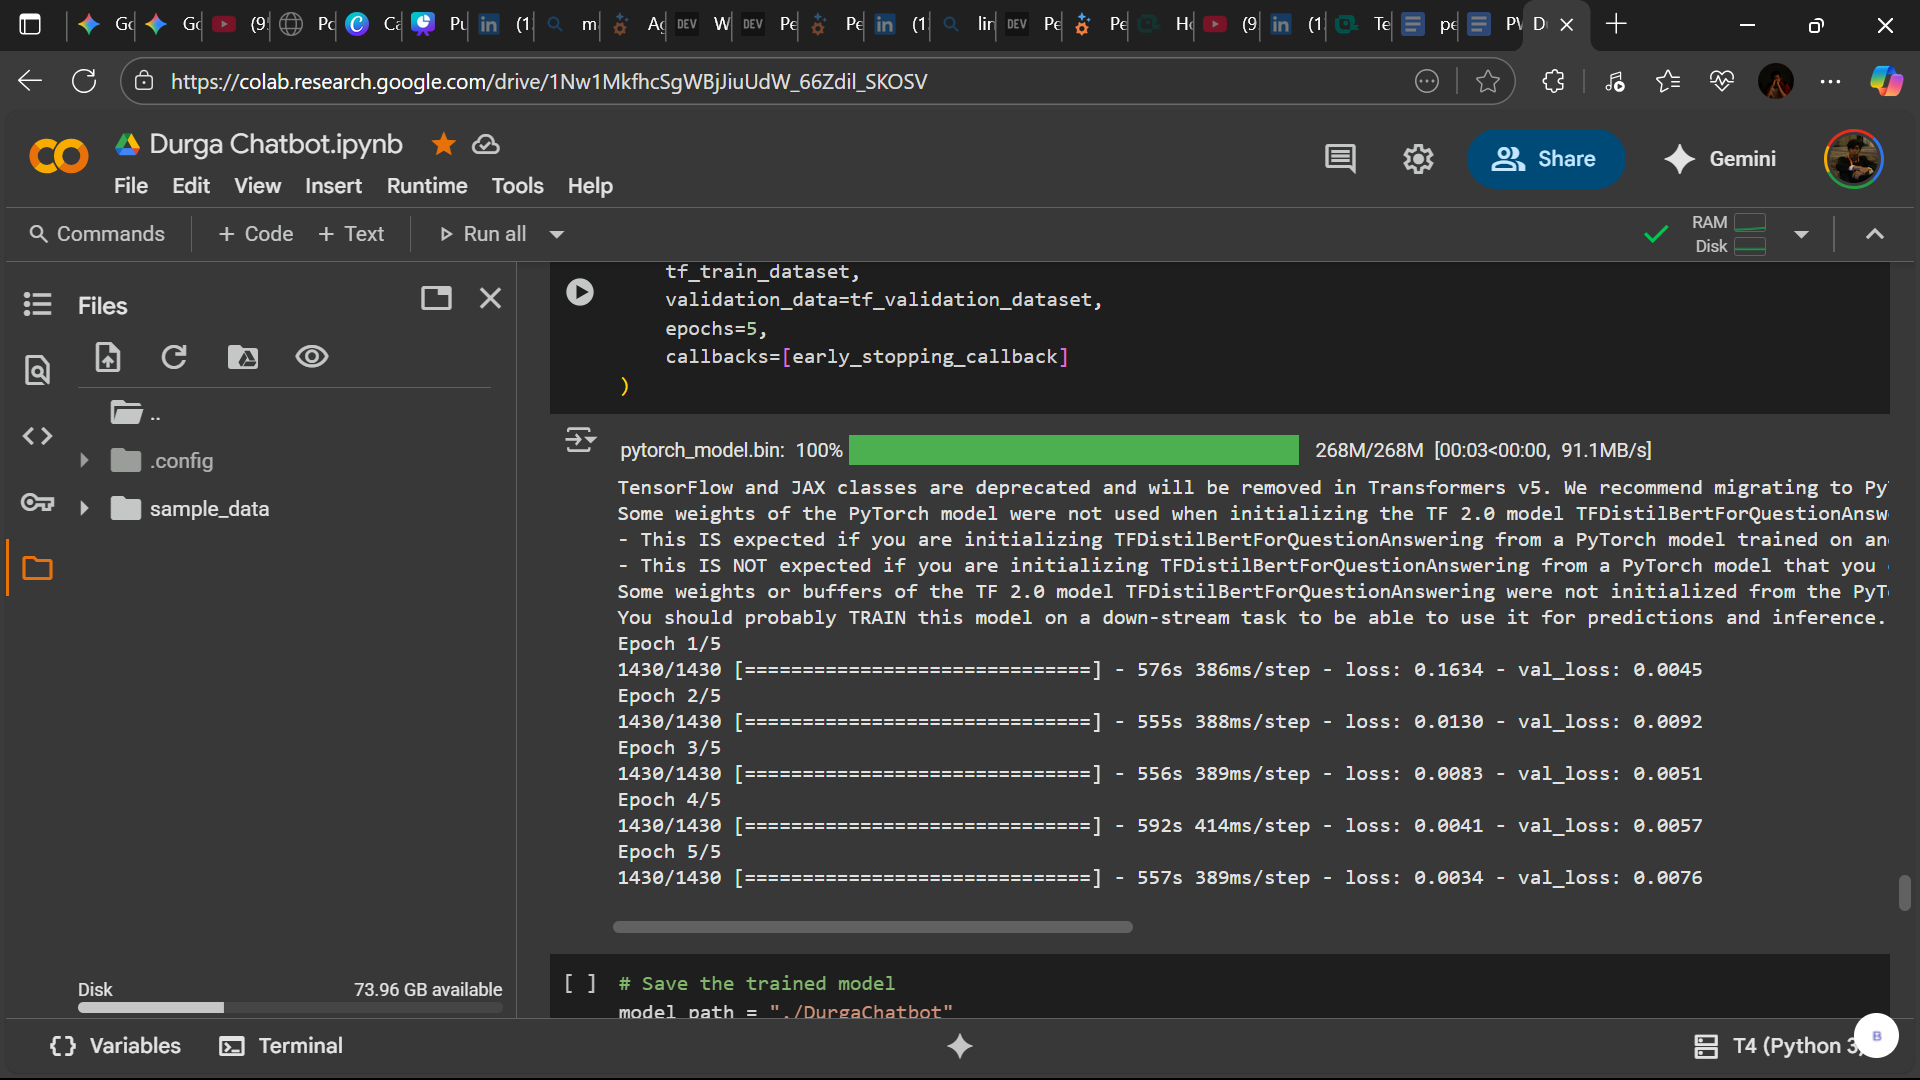 Gc
Gc
(9
Pc
Ca
Pu
(1
m
Ag
DEV
W
DEV
Pe
Pe
(1
lin
DEV
Pe
Pe
Ho
(9
(1
Te
pe
PV
D
https://colab.research.google.com/drive/1Nw1MkfhcSgWBjJiuUdW_66Zdil_SKOSV
Durga Chatbot.ipynb
Share
Gemini
File Edit View Insert Runtime Tools Help
Commands
+ Code + Text
Run all
RAM
Disk
Files
..
.config
sample_data
Disk
73.96 GB available
tf_train_dataset,
validation_data=tf_validation_dataset,
epochs=5,
callbacks=[early_stopping_callback]
)
pytorch_model.bin: 100% 268M/268M [00:03<00:00, 91.1MB/s]
TensorFlow and JAX classes are deprecated and will be removed in Transformers v5. We recommend migrating to Py
Some weights of the PyTorch model were not used when initializing the TF 2.0 model TFDistilBertForQuestionAnsw
- This IS expected if you are initializing TFDistilBertForQuestionAnswering from a PyTorch model trained on an
- This IS NOT expected if you are initializing TFDistilBertForQuestionAnswering from a PyTorch model that you
Some weights or buffers of the TF 2.0 model TFDistilBertForQuestionAnswering were not initialized from the PyT
You should probably TRAIN this model on a down-stream task to be able to use it for predictions and inference.
Epoch 1/5
1430/1430 [==============================] - 576s 386ms/step - loss: 0.1634 - val_loss: 0.0045
Epoch 2/5
1430/1430 [==============================] - 555s 388ms/step - loss: 0.0130 - val_loss: 0.0092
Epoch 3/5
1430/1430 [==============================] - 556s 389ms/step - loss: 0.0083 - val_loss: 0.0051
Epoch 4/5
1430/1430 [==============================] - 592s 414ms/step - loss: 0.0041 - val_loss: 0.0057
Epoch 5/5
1430/1430 [==============================] - 557s 389ms/step - loss: 0.0034 - val_loss: 0.0076
[ ] # Save the trained model
model_path = "./DurgaChatbot"
{} Variables
Terminal
T4 (Python 3)
B